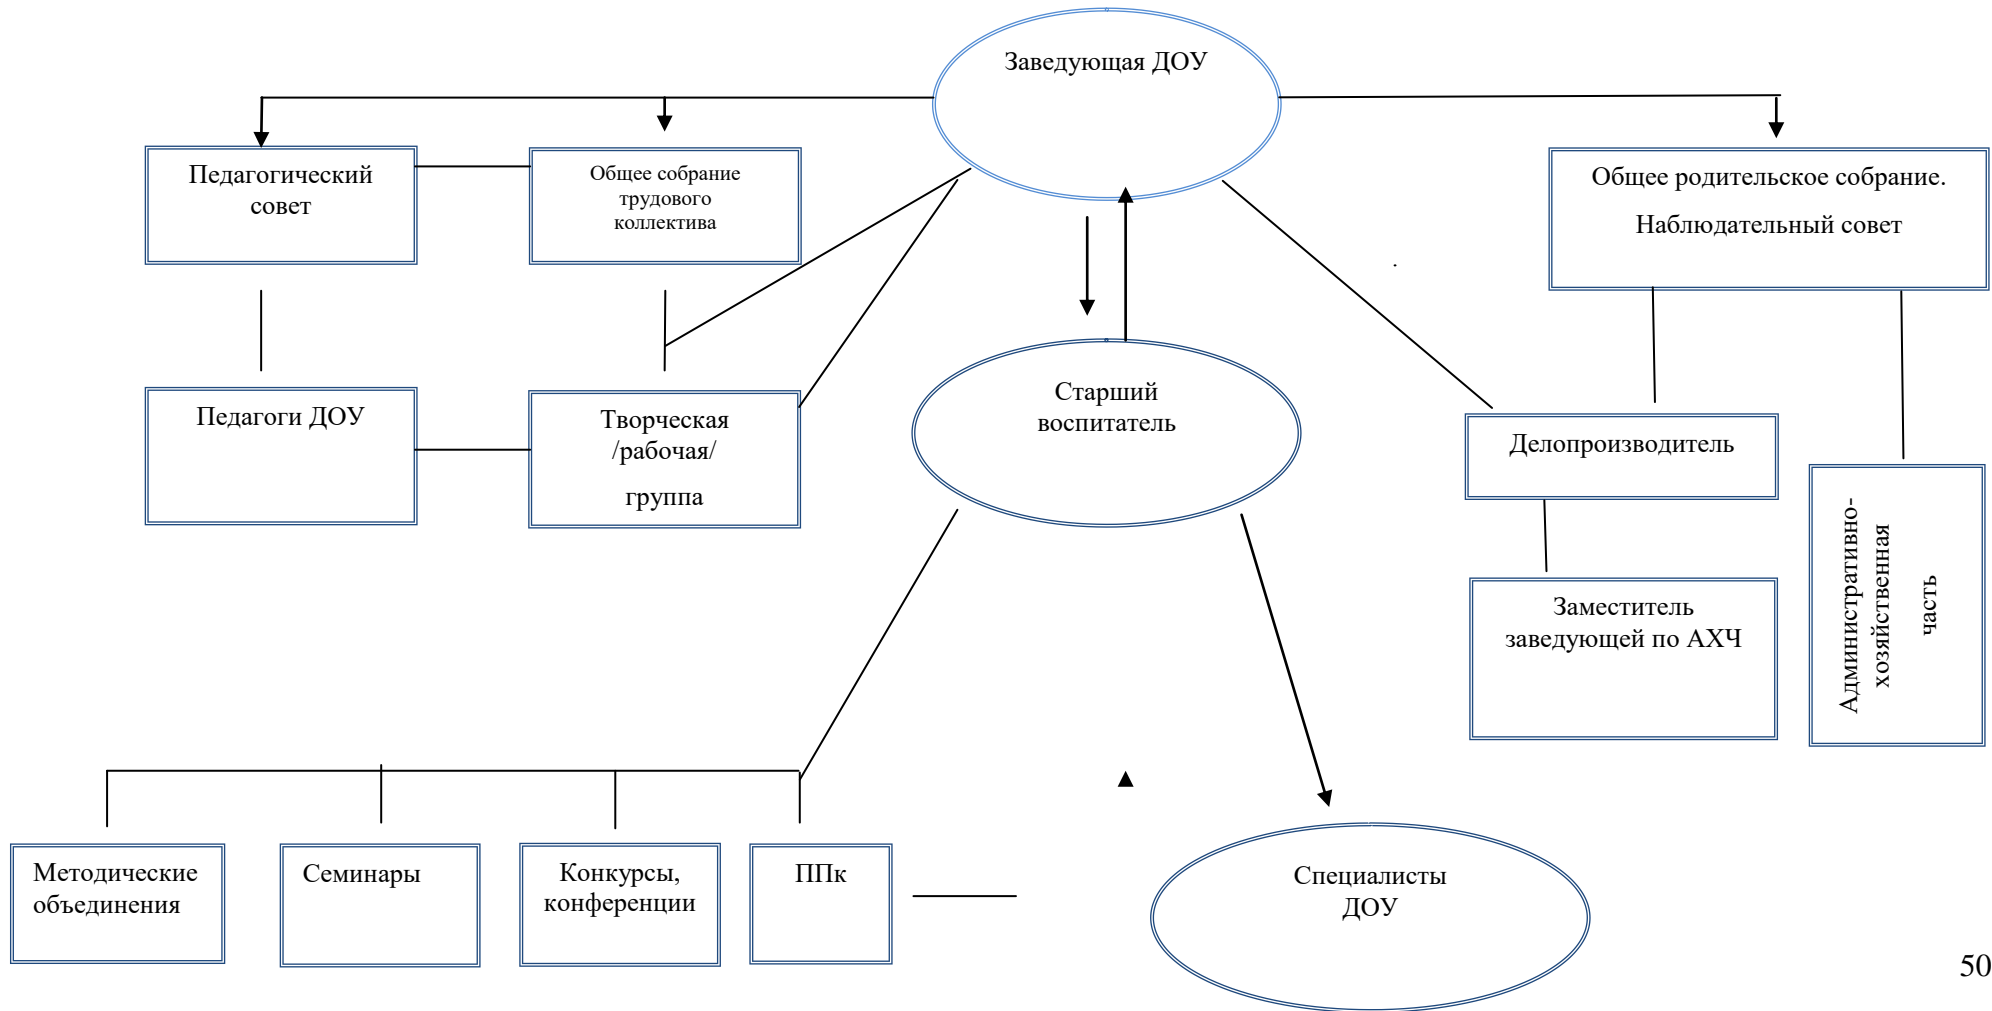 Заведующая ДОУ
Педагогический
совет
Общее собрание
трудового
коллектива
Общее родительское собрание.
Наблюдательный совет
Педагоги ДОУ
Творческая
/рабочая/
группа
Старший
воспитатель
Делопроизводитель
Административно-
хозяйственная
часть
Заместитель
заведующей по АХЧ
Методические
объединения
Семинары
Конкурсы,
конференции
ППк
Специалисты
ДОУ
50